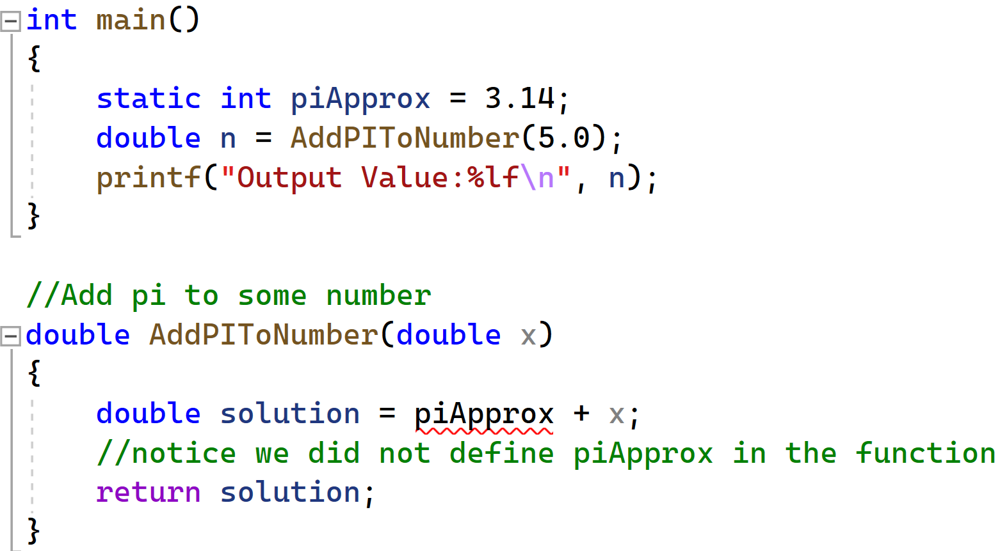 int main()
{
    static int piApprox = 3.14;
    double n = AddPIToNumber(5.0);
    printf("Output Value:%lf\n", n);
}

//Add pi to some number
double AddPIToNumber(double x)
{
    double solution = piApprox + x;
    //notice we did not define piApprox in the function
    return solution;
}